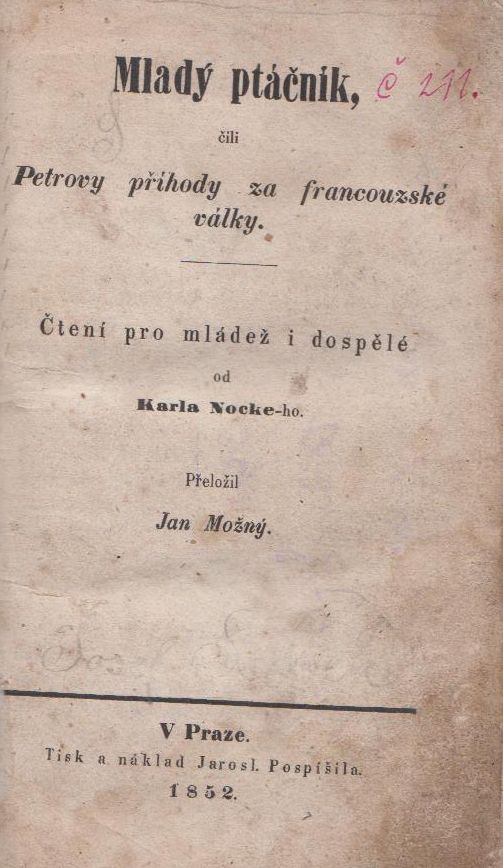 Mladý ptáčník, č 211.
čili
Petrovy příhody za francouzské
války.
Čtení pro mládež i dospělé
od
Karla Nocke-ho.
Přeložil
Jan Možný.
V Praze.
Tisk a náklad Jarosl. Pospíšila.
1852.